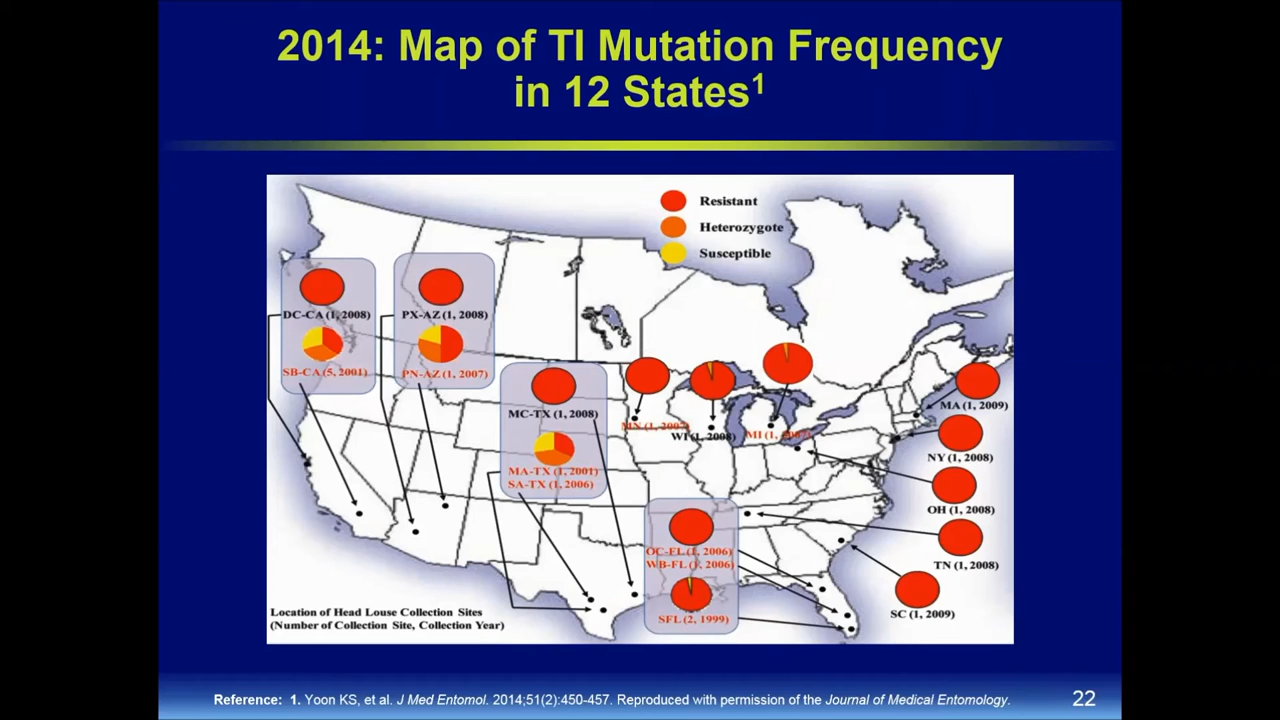 2014: Map of TI Mutation Frequency
in 12 States1
Resistant
Heterozygote
Susceptible
DC-CA (1, 2008)
SB-CA (5, 2001)
PX-AZ (1, 2008)
PN-AZ (1, 2007)
MC-TX (1, 2008)
MA-TX (1, 2001)
SA-TX (1, 2006)
MN (1, 2007)
WI (1, 2008)
MI (1, 2007)
MA (1, 2009)
NY (1, 2008)
OH (1, 2008)
TN (1, 2008)
SC (1, 2009)
OC-FL (1, 2006)
WB-FL (1, 2006)
SFL (2, 1999)
Location of Head Louse Collection Sites
(Number of Collection Site, Collection Year)
Reference: 1. Yoon KS, et al. J Med Entomol. 2014;51(2):450-457. Reproduced with permission of the Journal of Medical Entomology.
22